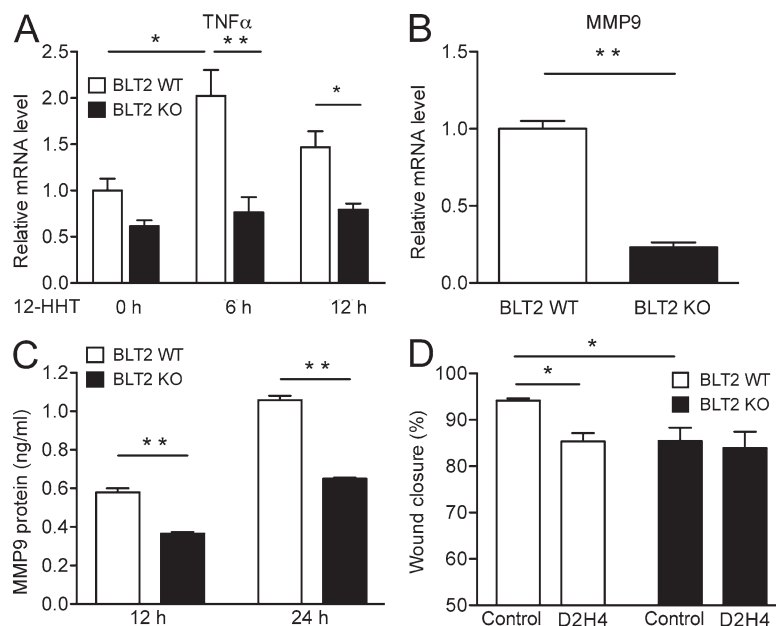 A
TNFα
*
* *
*
Relative mRNA level
2.5
2.0
1.5
1.0
0.5
0.0
BLT2 WT
BLT2 KO
12-HHT 0 h 6 h 12 h
B
MMP9
* *
Relative mRNA level
1.5
1.0
0.5
0.0
BLT2 WT BLT2 KO
C
BLT2 WT
BLT2 KO
* *
* *
MMP9 protein (ng/ml)
1.2
1.0
0.8
0.6
0.4
0.2
0.0
12 h 24 h
D
*
*
BLT2 WT
BLT2 KO
Wound closure (%)
100
90
80
70
60
50
Control D2H4 Control D2H4